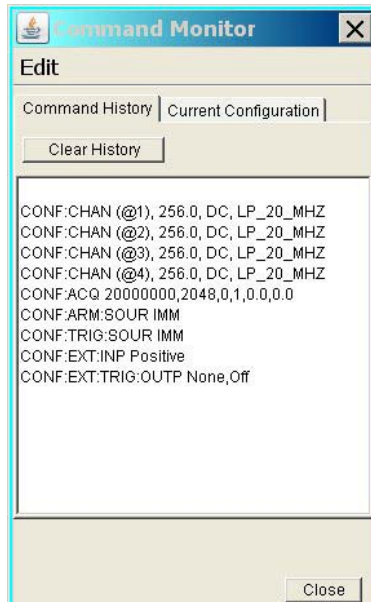 Command Monitor
Edit
Command History Current Configuration
Clear History
CONF:CHAN (@1), 256.0, DC, LP_20_MHZ
CONF:CHAN (@2), 256.0, DC, LP_20_MHZ
CONF:CHAN (@3), 256.0, DC, LP_20_MHZ
CONF:CHAN (@4), 256.0, DC, LP_20_MHZ
CONF:ACQ 20000000,2048,0,1,0.0,0.0
CONF:ARM:SOUR IMM
CONF:TRIG:SOUR IMM
CONF:EXT:INP Positive
CONF:EXT:TRIG:OUTP None,Off
Close